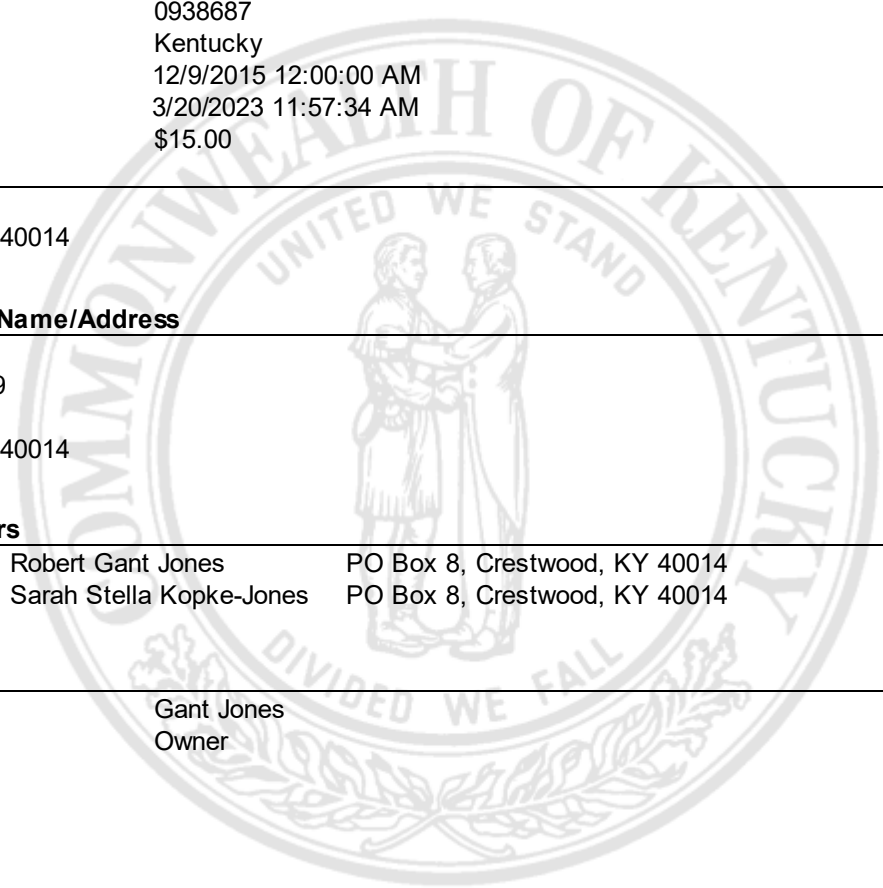 0938687
Kentucky
12/9/2015 12:00:00 AM
3/20/2023 11:57:34 AM
$15.00
COMMONWEALTH OF KENTUCKY
UNITED WE STAND
40014
Name/Address
9
40014
rs
Robert Gant Jones PO Box 8, Crestwood, KY 40014
Sarah Stella Kopke-Jones PO Box 8, Crestwood, KY 40014
DIVIDED WE FALL
Gant Jones
Owner